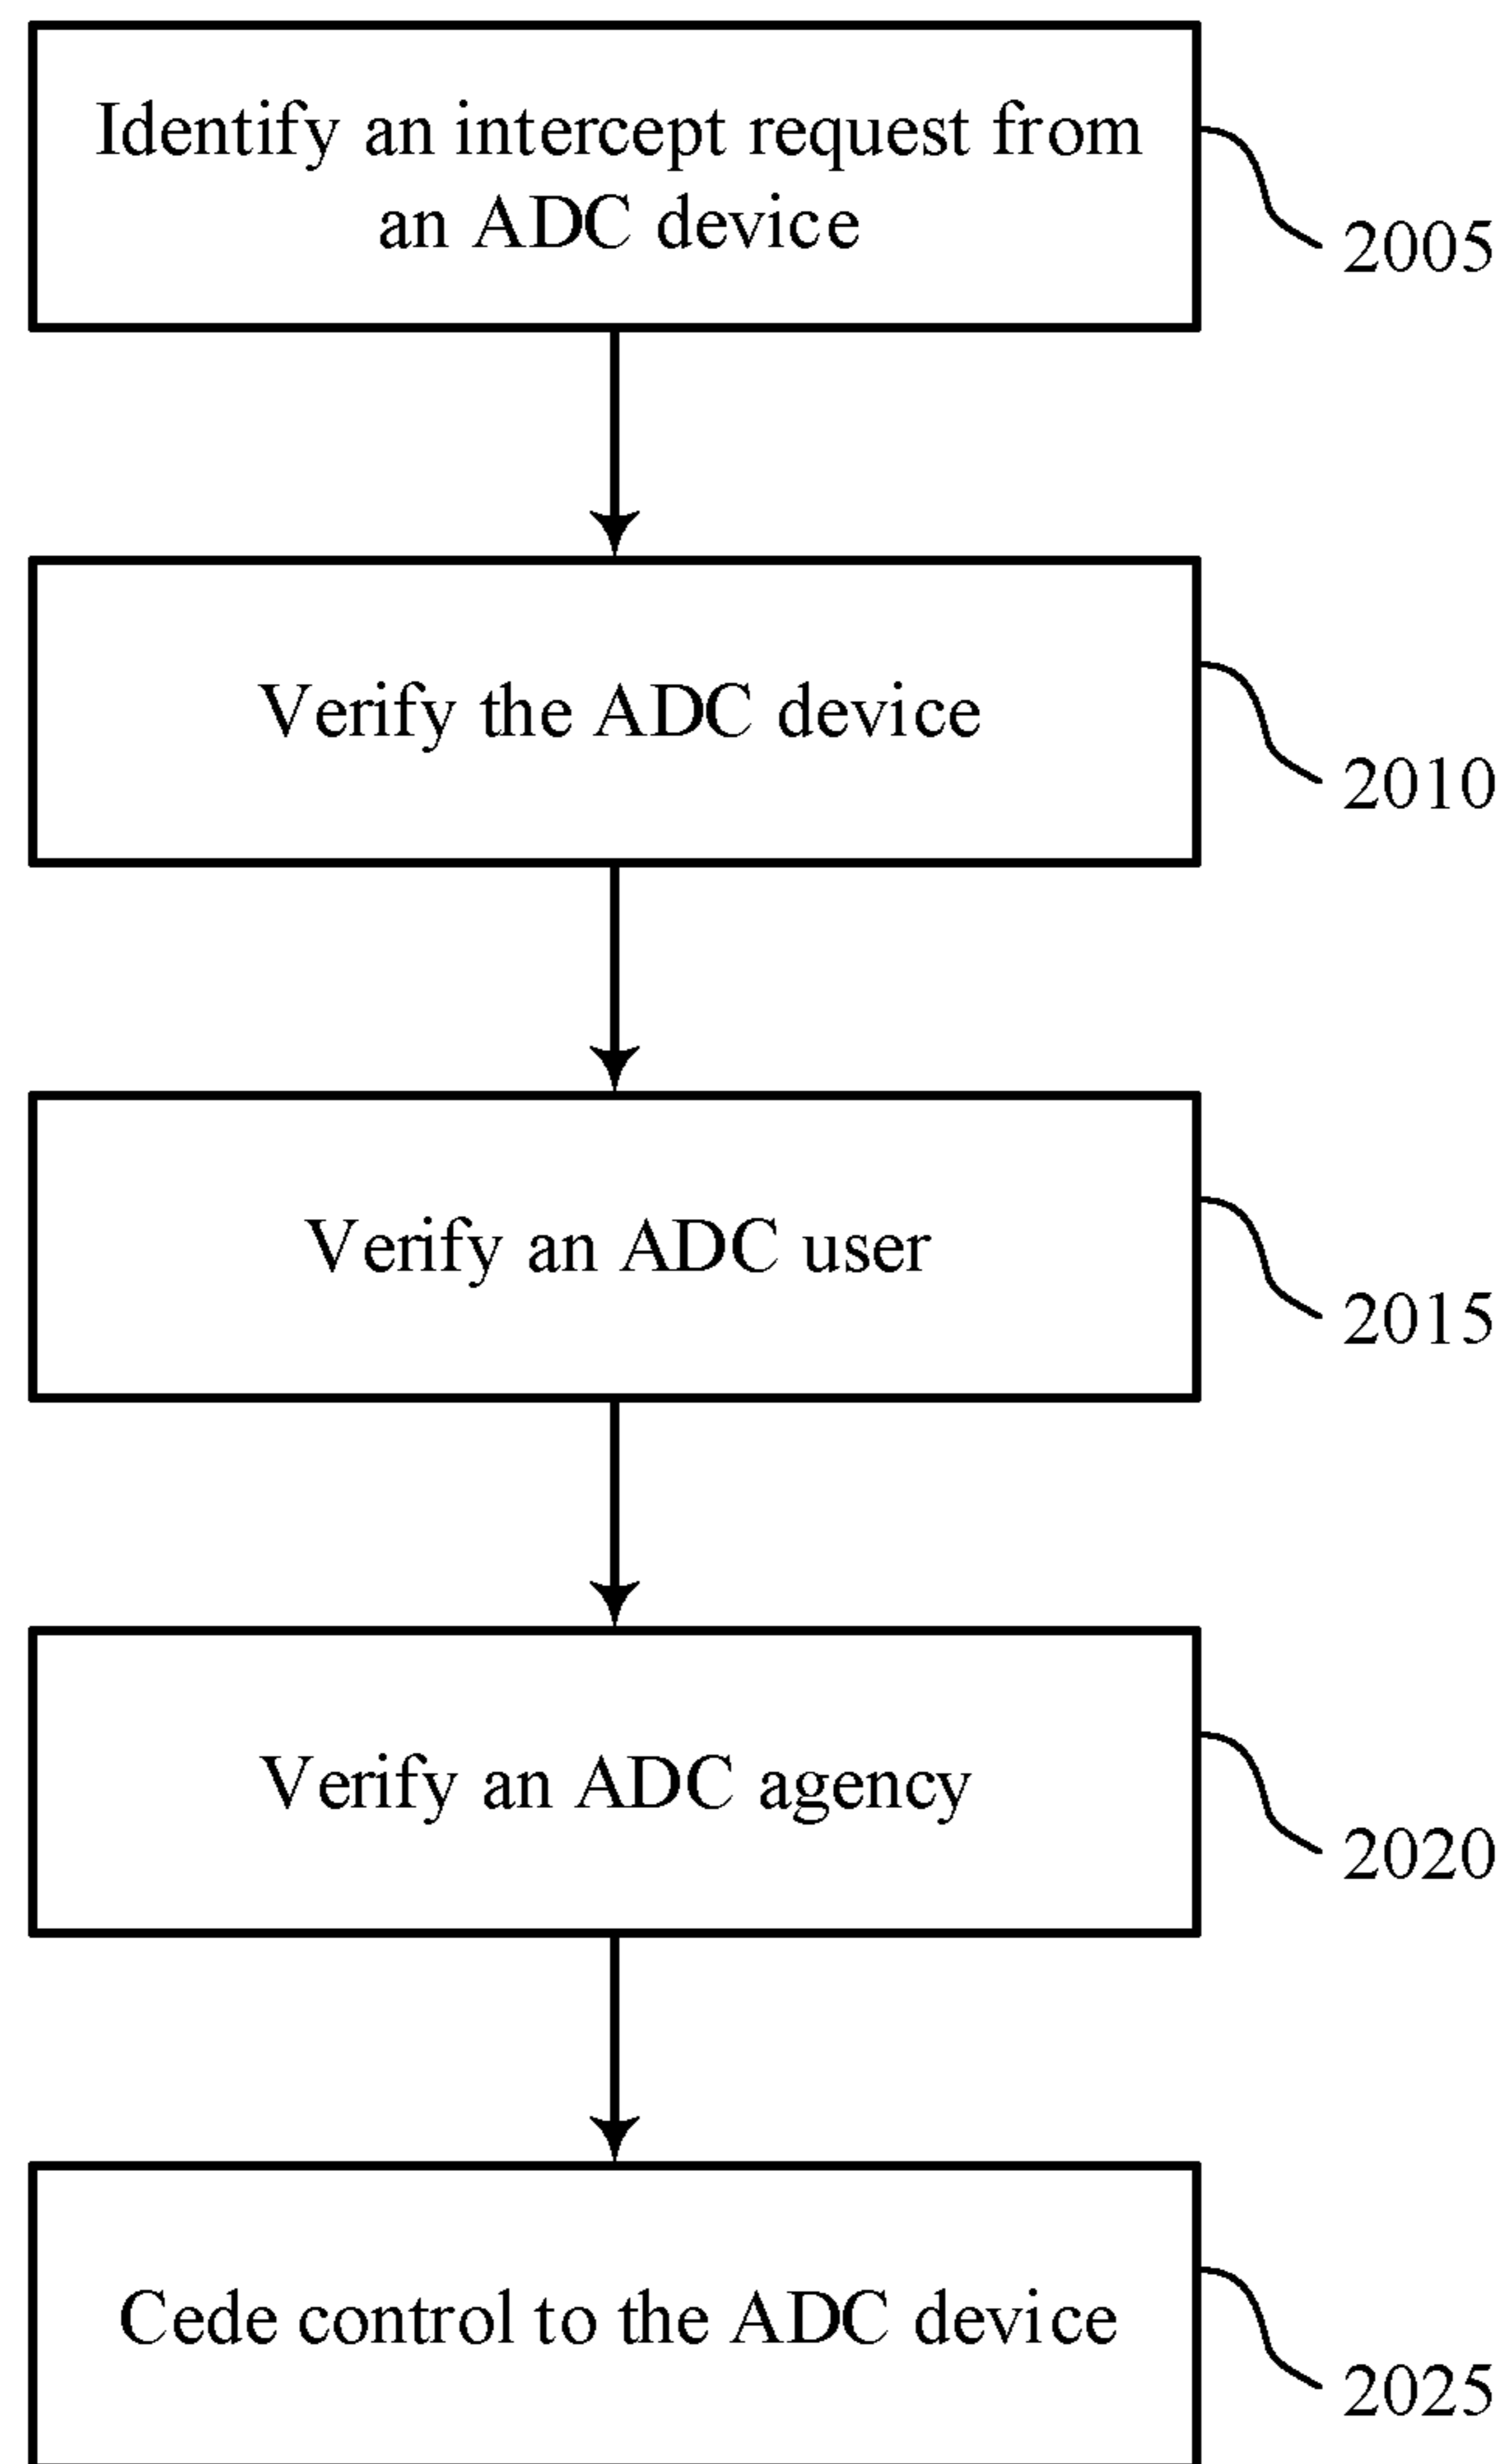 Identify an intercept request from
an ADC device
2005
Verify the ADC device
2010
Verify an ADC user
2015
Verify an ADC agency
2020
Cede control to the ADC device
2025